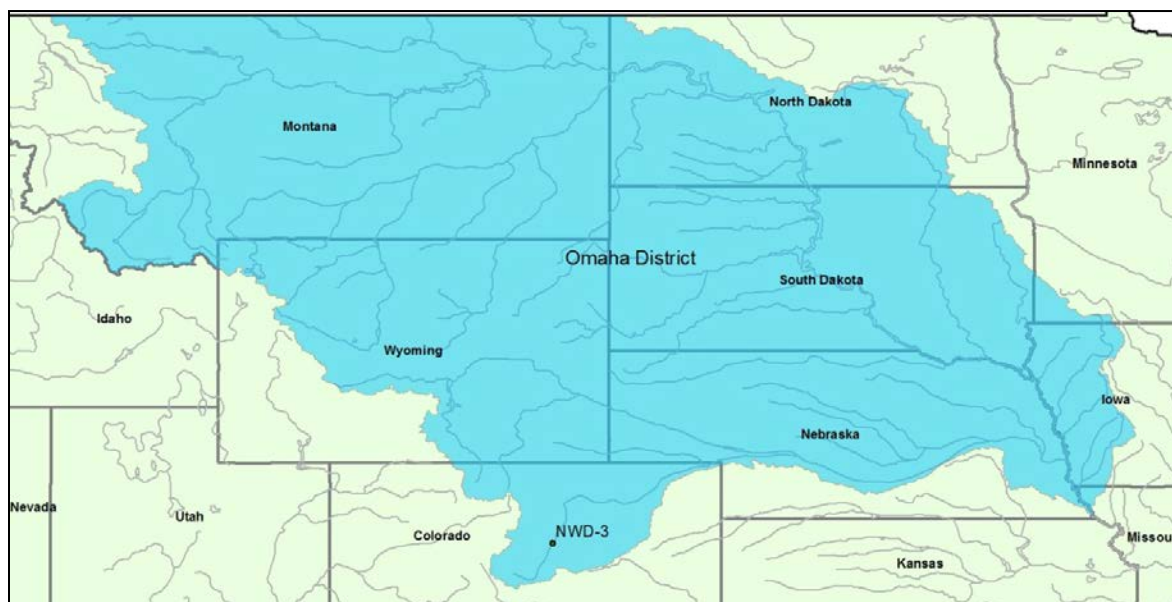 North Dakota
Montana
Minnesota
Omaha District
South Dakota
Idaho
Wyoming
Iowa
Nebraska
Nevada
Utah
Colorado
NWD-3
Missou
Kansas